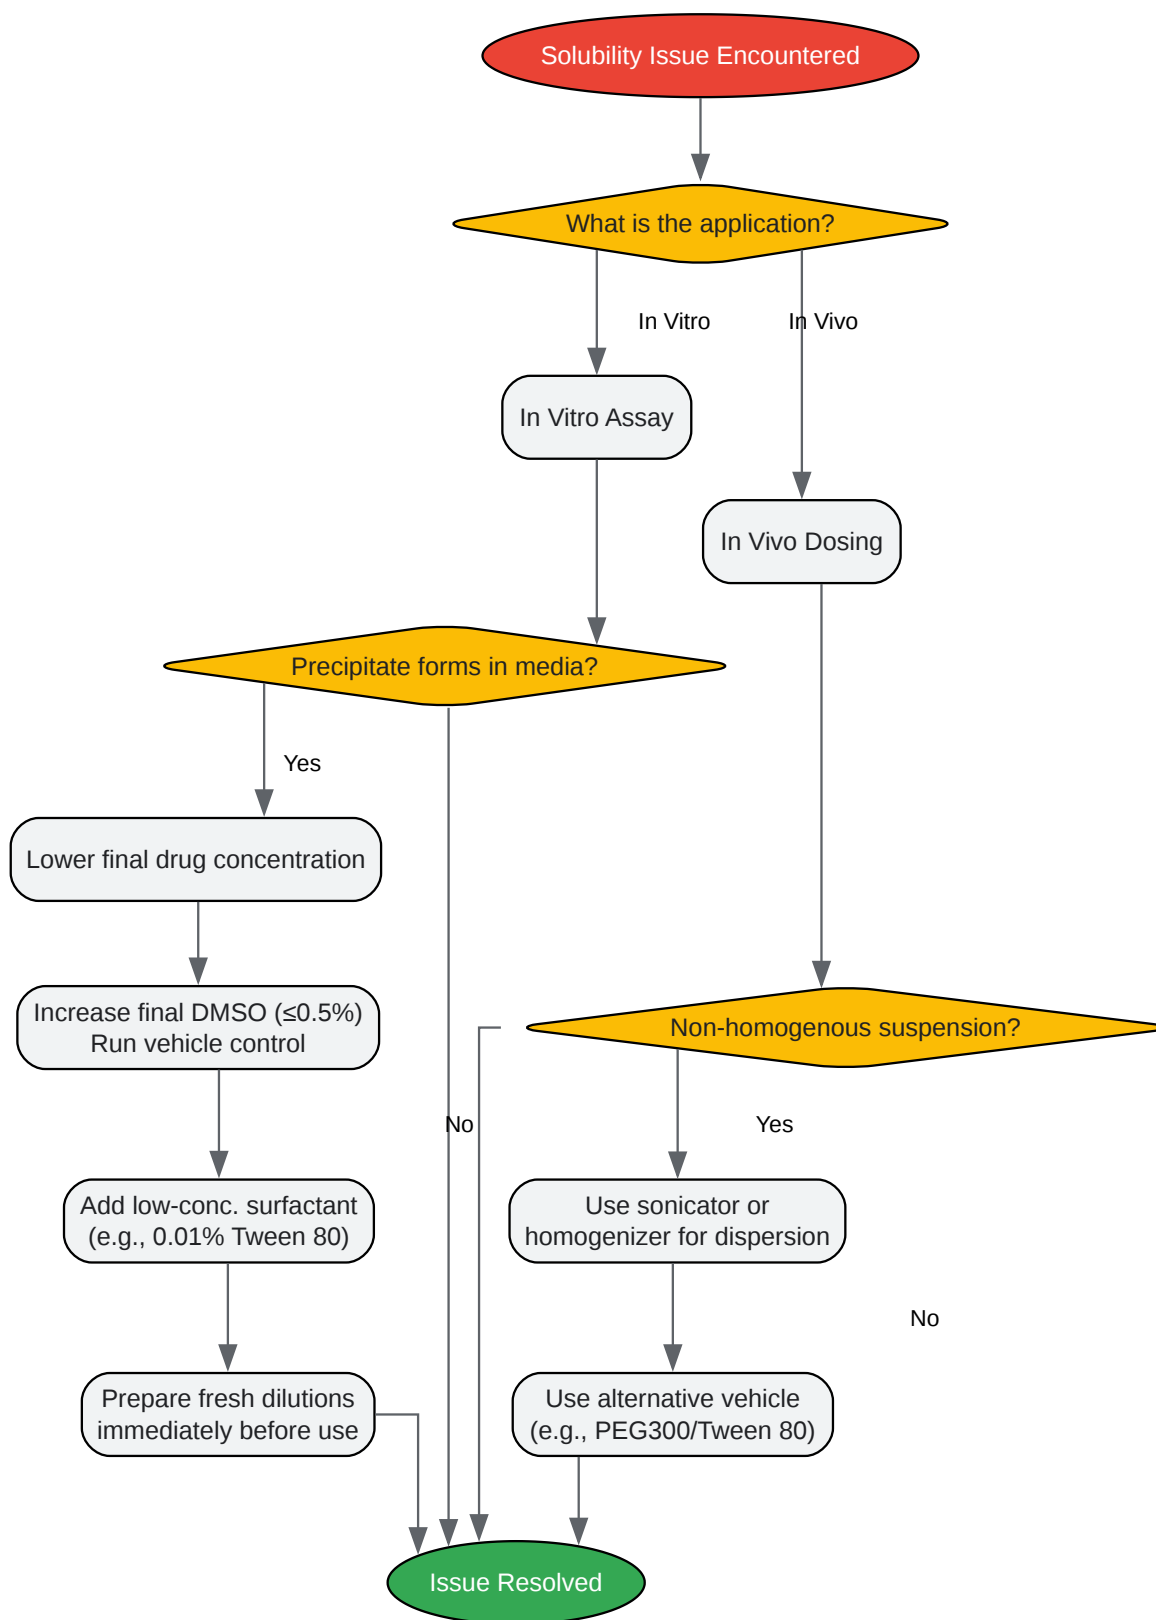 Solubility Issue Encountered
What is the application?
In Vitro
In Vivo
In Vitro Assay
In Vivo Dosing
Precipitate forms in media?
Yes
Lower final drug concentration
Increase final DMSO (≤0.5%)
Run vehicle control
Non-homogenous suspension?
No
Yes
Add low-conc. surfactant
(e.g., 0.01% Tween 80)
Use sonicator or
homogenizer for dispersion
No
Prepare fresh dilutions
immediately before use
Use alternative vehicle
(e.g., PEG300/Tween 80)
Issue Resolved